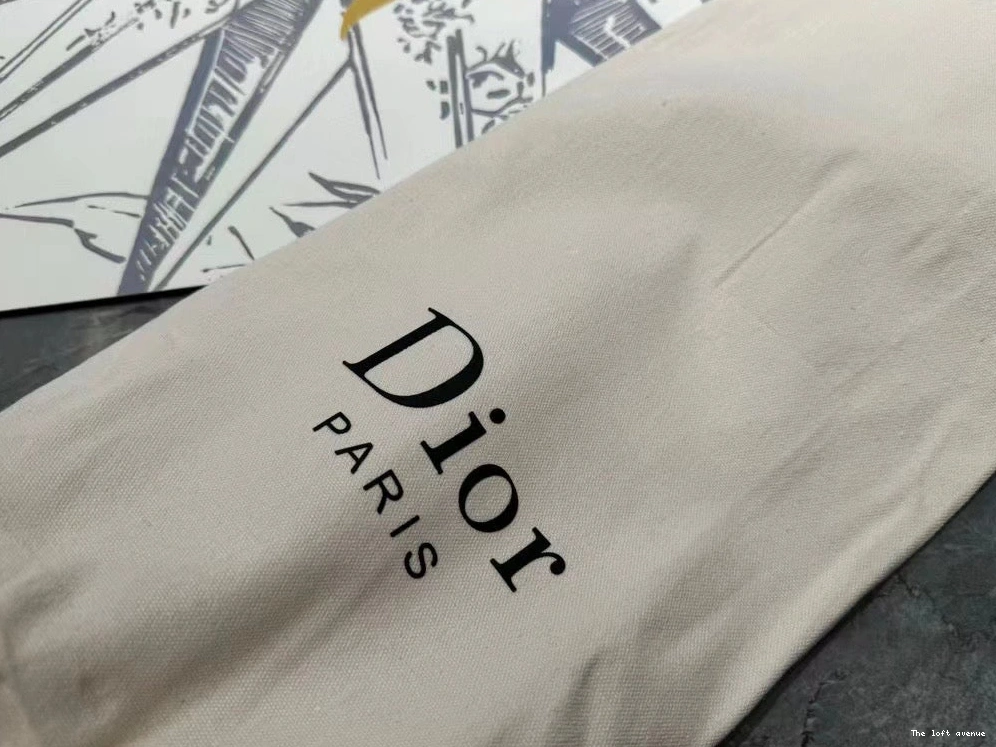 Dior
PARIS
The loft avenue